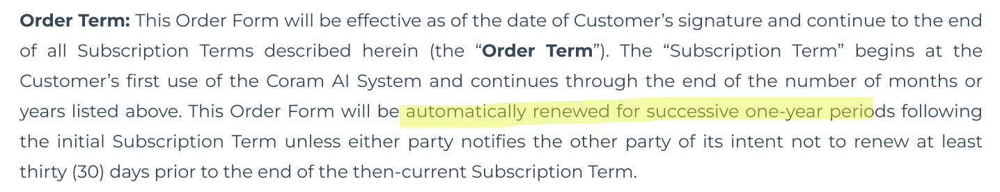 Order Term: This Order Form will be effective as of the date of Customer’s signature and continue to the end
of all Subscription Terms described herein (the “Order Term”). The “Subscription Term” begins at the
Customer’s first use of the Coram AI System and continues through the end of the number of months or
years listed above. This Order Form will be automatically renewed for successive one-year periods following
the initial Subscription Term unless either party notifies the other party of its intent not to renew at least
thirty (30) days prior to the end of the then-current Subscription Term.